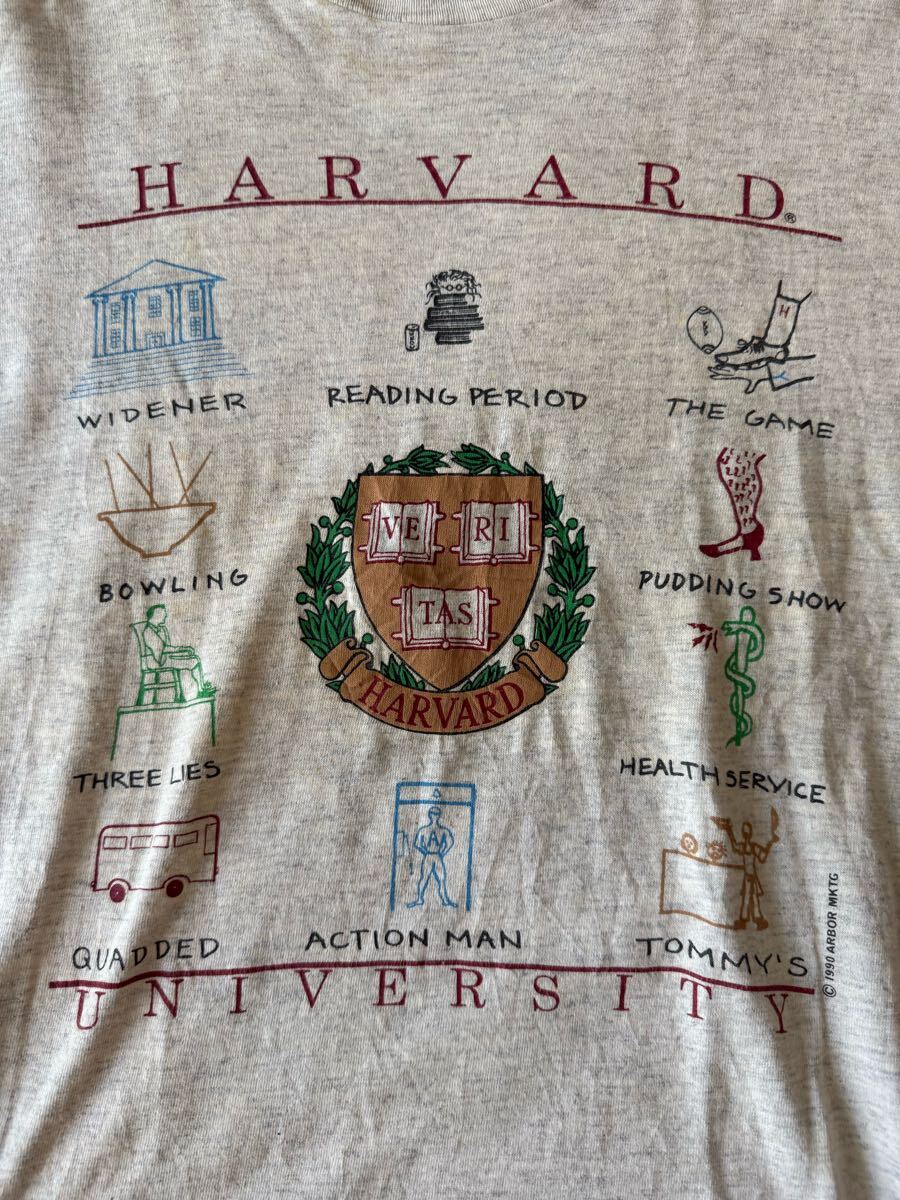 HARVARD®
WIDENER
READING PERIOD
THE GAME
H
BOWLING
VE RI
TAS
HARVARD
PUDDING SHOW
THREE LIES
HEALTH SERVICE
QUADDED
ACTION MAN
TOMMY'S
© 1990 ARBOR MKTG
UNIVERSITY